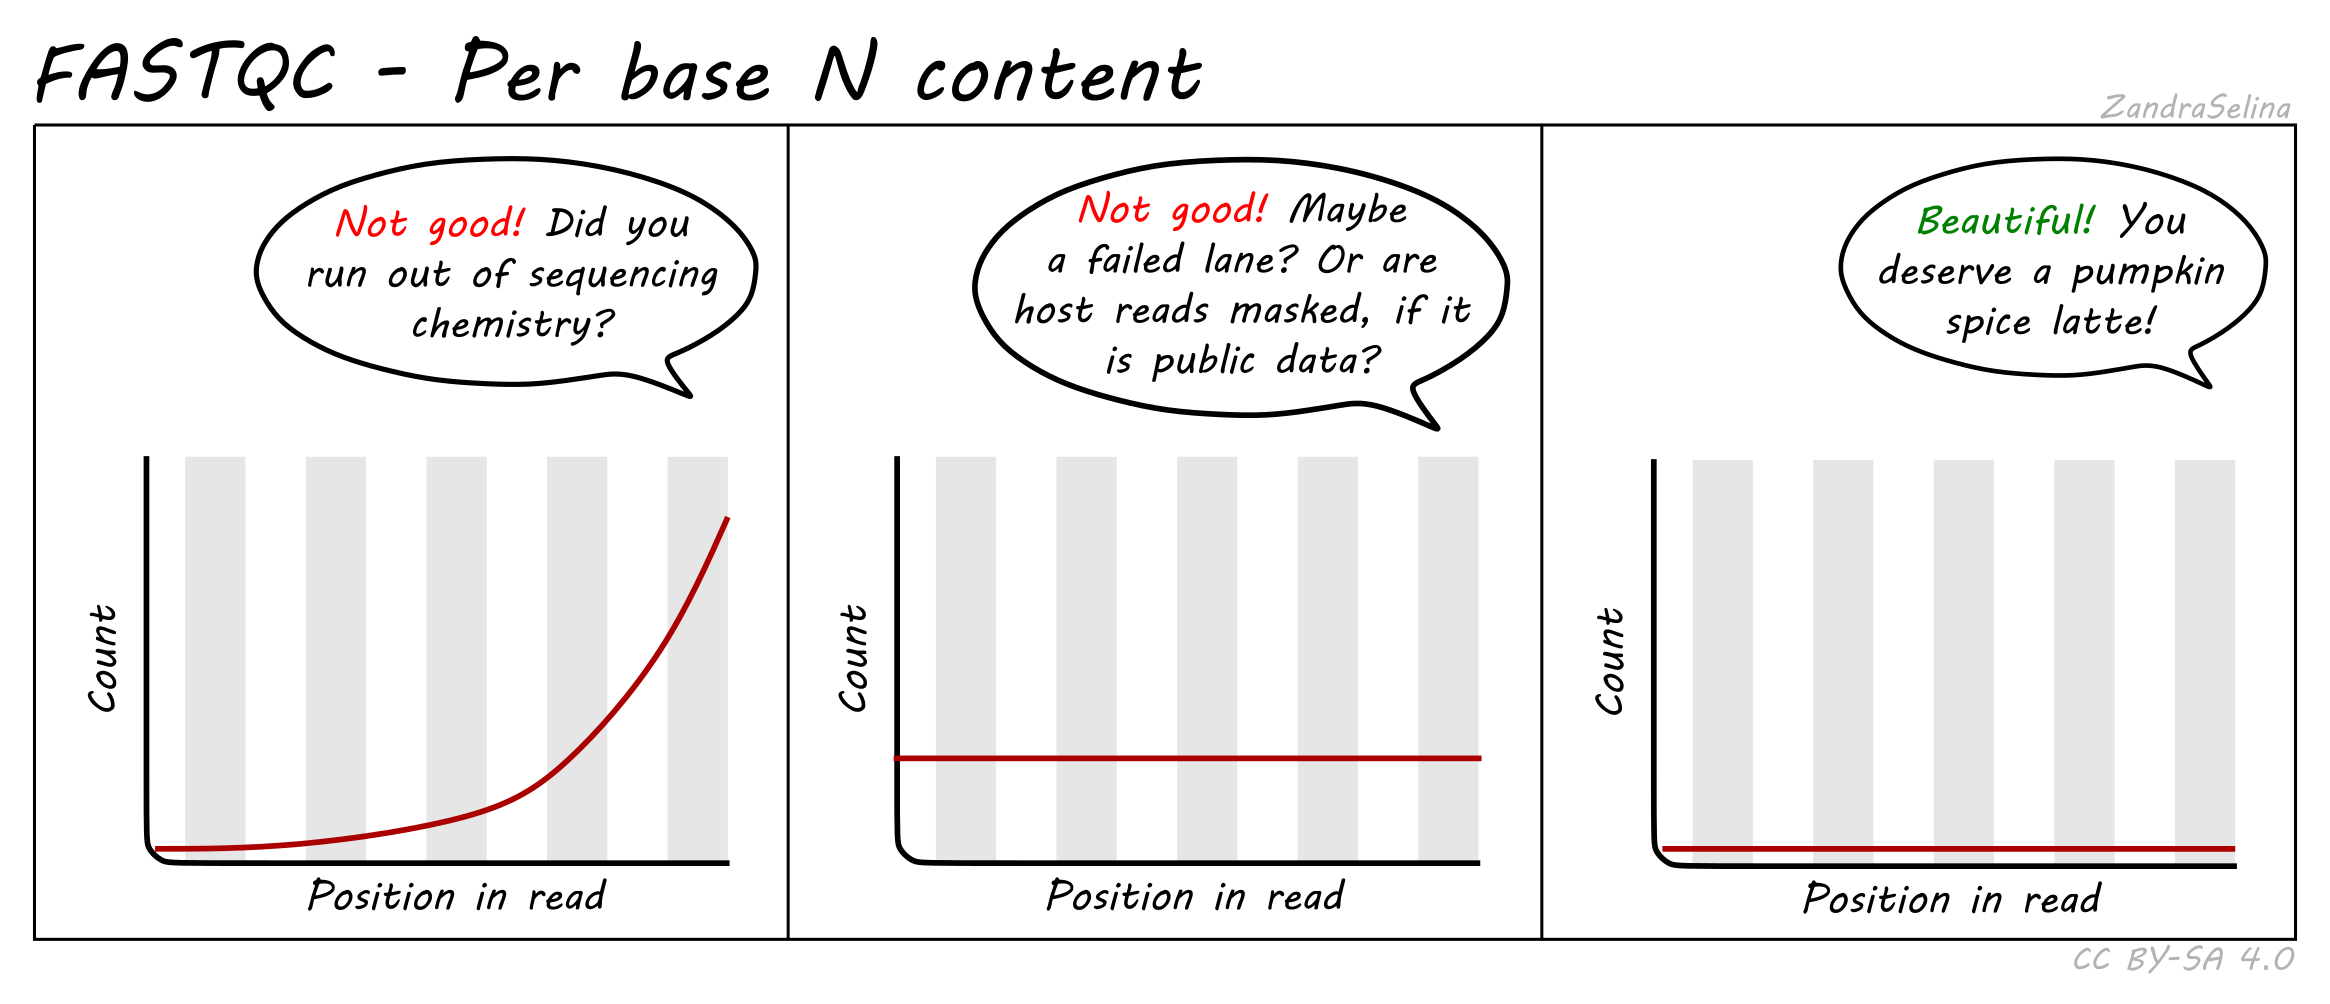 FASTQC - Per base N content
ZandraSelina
Not good! Did you
run out of sequencing
chemistry?
Count
Position in read
Not good! Maybe
a failed lane? Or are
host reads masked, if it
is public data?
Count
Position in read
Beautiful! You
deserve a pumpkin
spice latte!
Count
Position in read
CC BY-SA 4.0